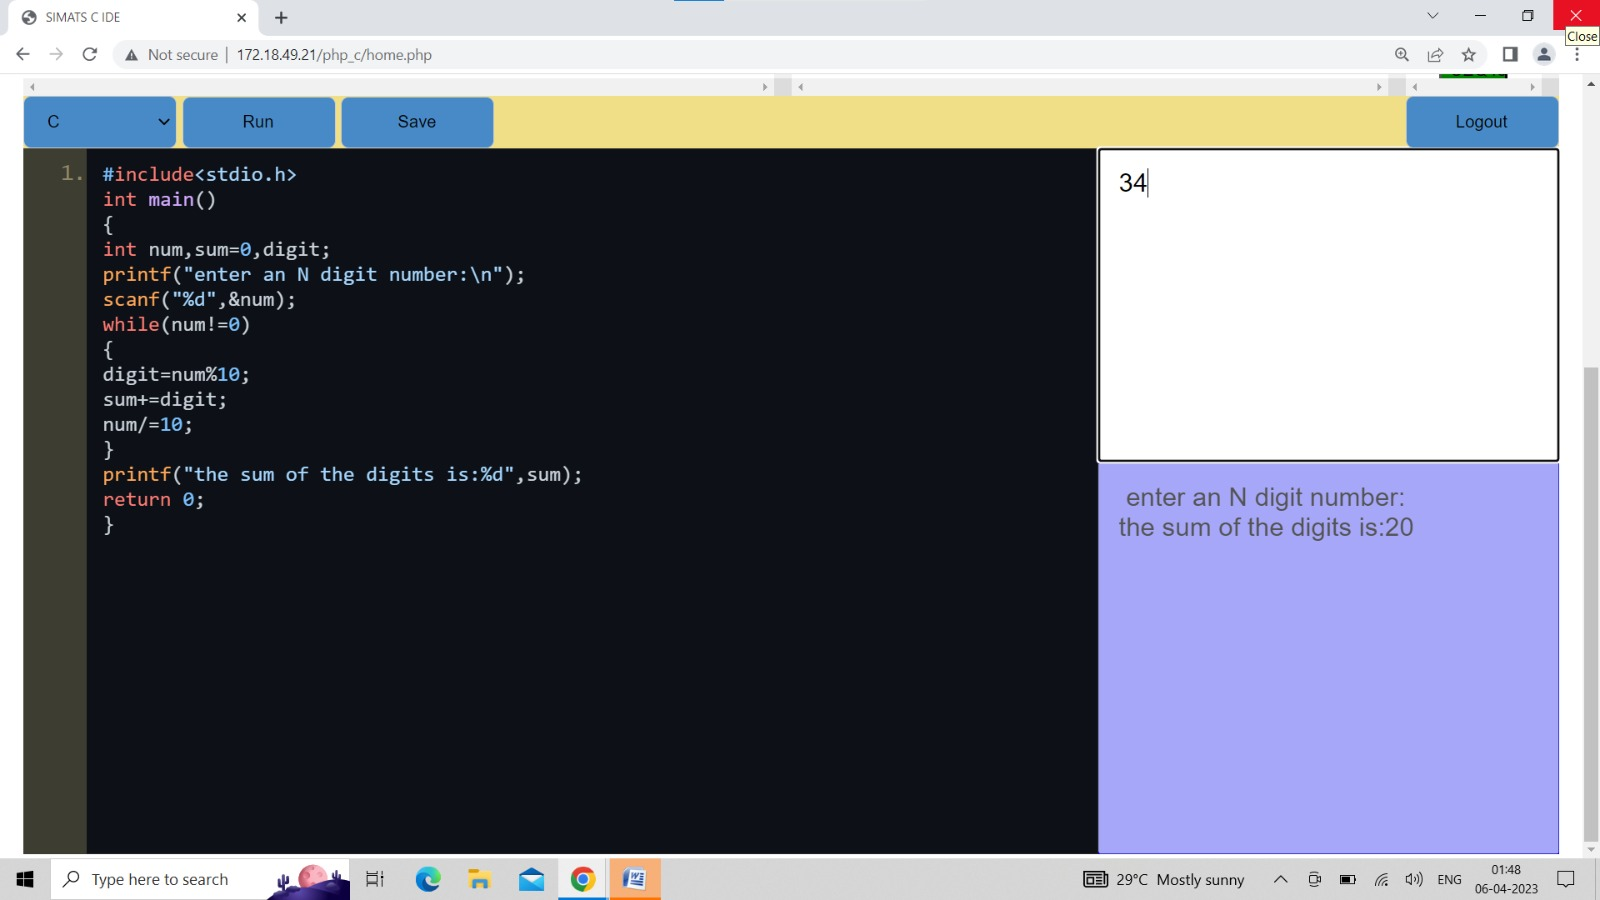 SIMATS C IDE
Close
Not secure | 172.18.49.21/php_c/home.php
C
Run
Save
Logout
1.
#include<stdio.h>
int main()
{
int num,sum=0,digit;
printf("enter an N digit number:\n");
scanf("%d",&num);
while(num!=0)
{
digit=num%10;
sum+=digit;
num/=10;
}
printf("the sum of the digits is:%d",sum);
return 0;
}
34
enter an N digit number:
the sum of the digits is:20
Type here to search
29°C Mostly sunny
ENG
01:48
06-04-2023